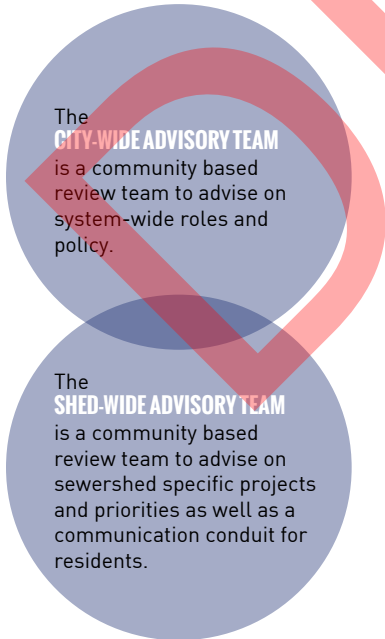 The
CITY-WIDE ADVISORY TEAM
is a community based
review team to advise on
system-wide roles and
policy.
The
SHED-WIDE ADVISORY TEAM
is a community based
review team to advise on
sewershed specific projects
and priorities as well as a
communication conduit for
residents.